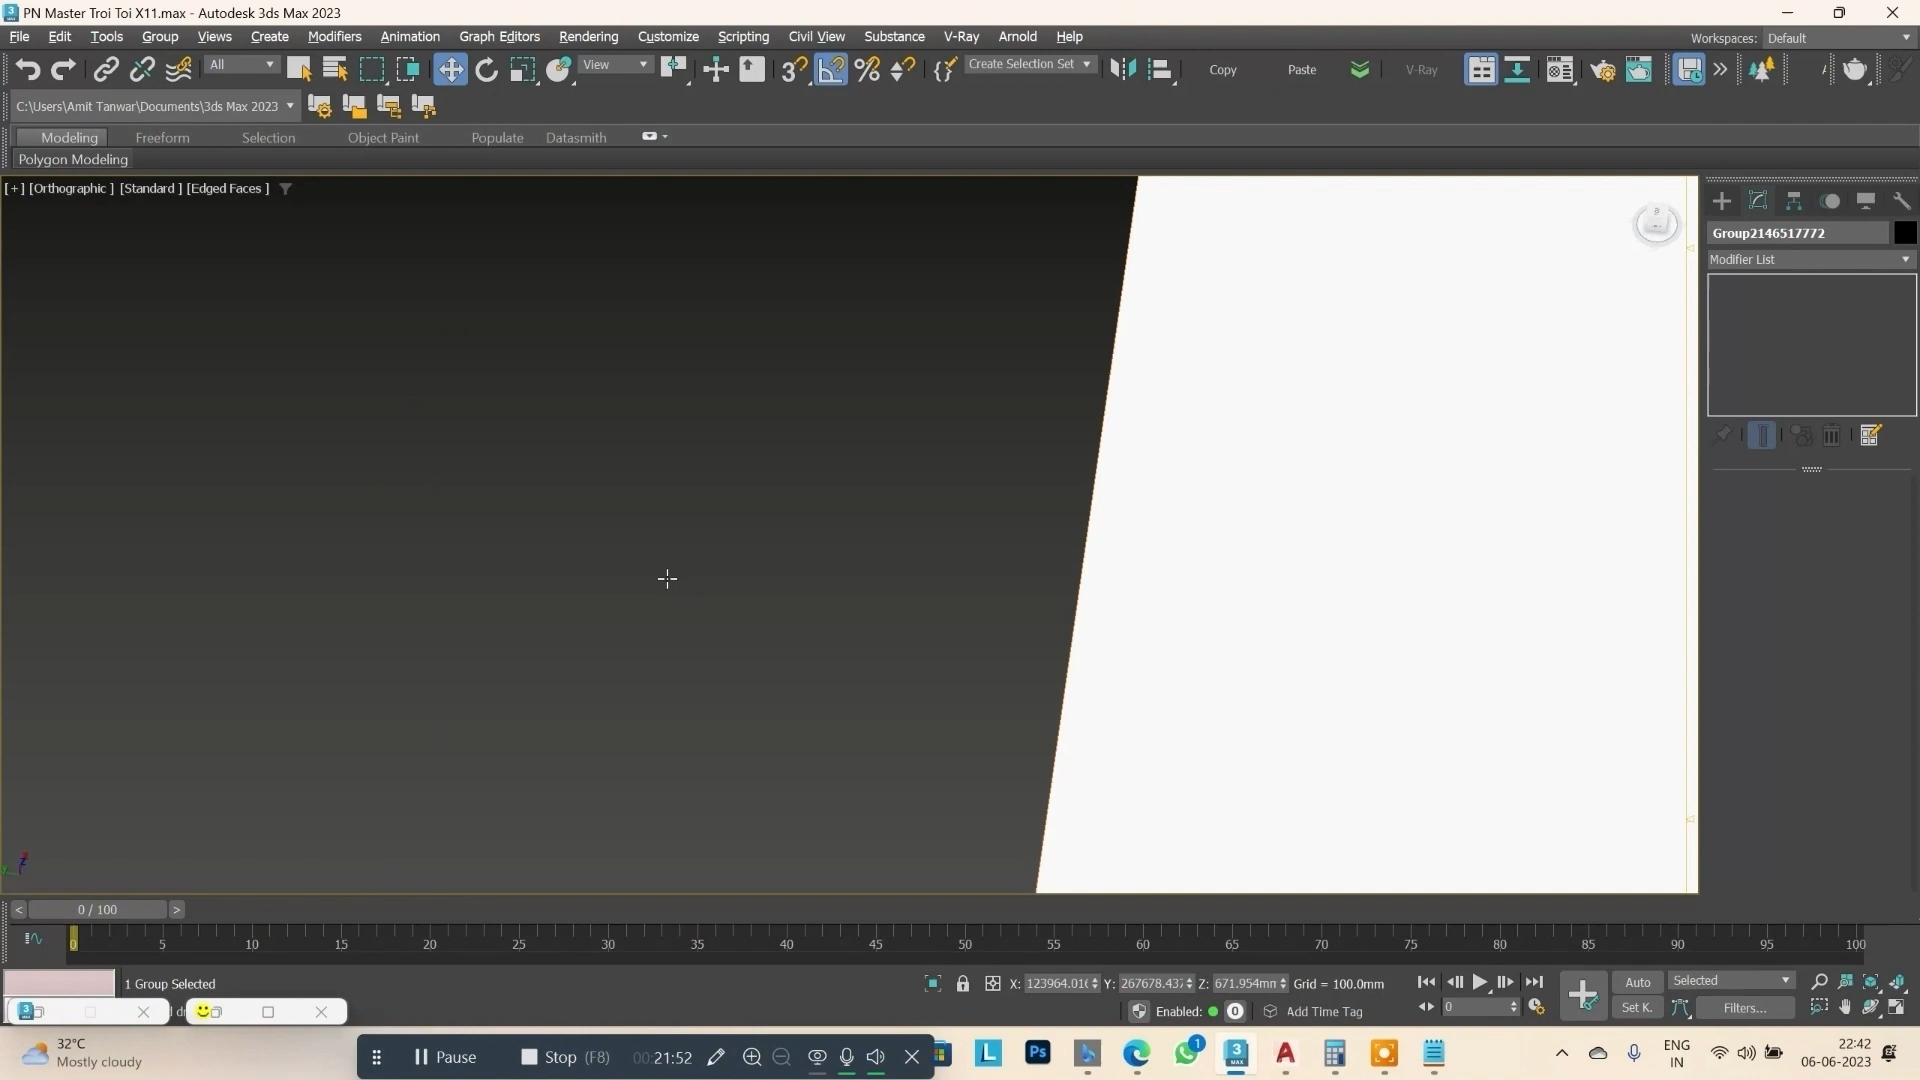 PN Master Troi Toi X11.max - Autodesk 3ds Max 2023
File Edit Tools Group Views Create Modifiers Animation Graph Editors Rendering Customize Scripting Civil View Substance V-Ray Arnold Help
Workspaces: Default
All View Create Selection Set Copy Paste V-Ray
C:\Users\Amit Tanwar\Documents\3ds Max 2023
Modeling Freeform Selection Object Paint Populate Datasmith
Polygon Modeling
[+] [Orthographic ] [Standard ] [Edged Faces ]
Group2146517772
Modifier List
0 / 100
0 5 10 15 20 25 30 35 40 45 50 55 60 65 70 75 80 85 90 95 100
1 Group Selected
X: 123964.016 Y: 267678.437 Z: 671.954mm Grid = 100.0mm
Auto Selected
Enabled: 0 Add Time Tag
0
Set K. Filters...
32°C
Mostly cloudy
Pause Stop (F8) 00:21:52
Ps
1
ENG
IN
22:42
06-06-2023